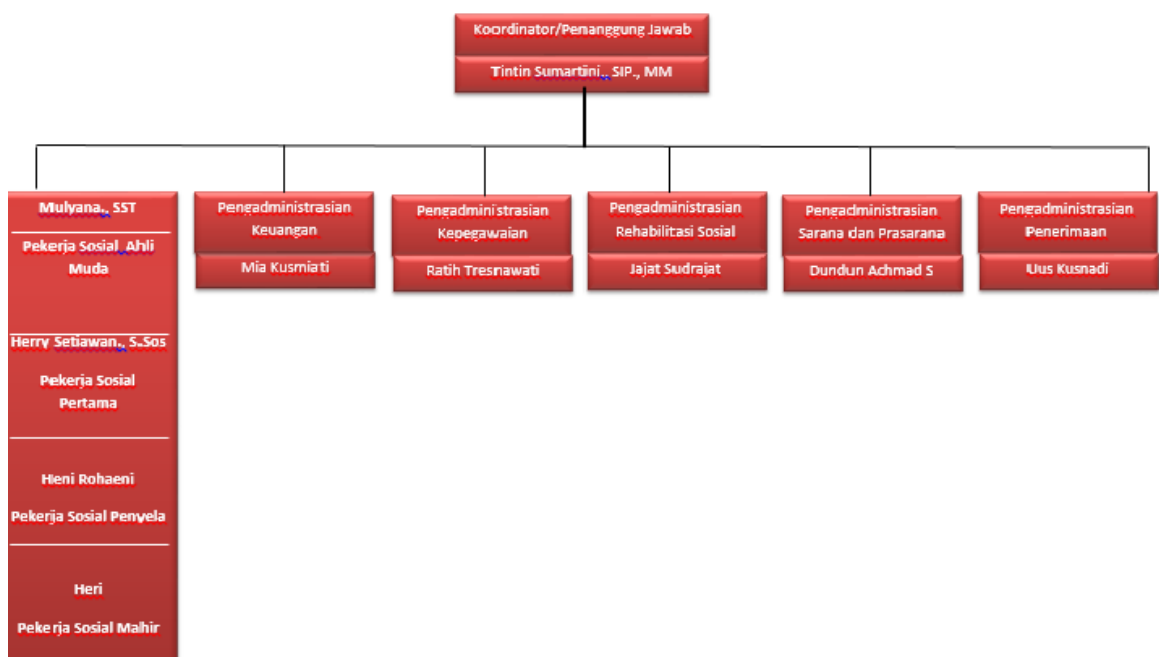 Koordinator/Penanggung Jawab
Tintin Sumartini., SIP., MM
Mulyana., SST
Pekerja Sosial Ahli
Muda
Herry Setiawan., S.Sos
Pekerja Sosial
Pertama
Heni Rohaeni
Pekerja Sosial Penyela
Heri
Pekerja Sosial Mahir
Pengadministrasian
Keuangan
Mia Kusmiati
Pengadministrasian
Kepegawaian
Ratih Tresnawati
Pengadministrasian
Rehabilitasi Sosial
Jajat Sudrajat
Pengadministrasian
Sarana dan Prasarana
Dundun Achmad S
Pengadministrasian
Penerimaan
Uus Kusnadi